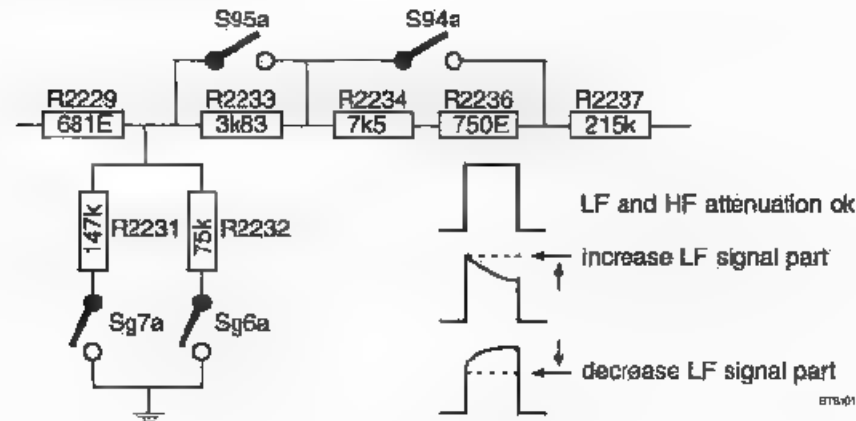 S95a
S94a
R2229
R2233
R2234
R2236
R2237
681E
3k83
7k5
750E
215k
147k
R2231
75k
R2232
Sg7a
Sg6a
LF and HF attenuation ok
increase LF signal part
decrease LF signal part